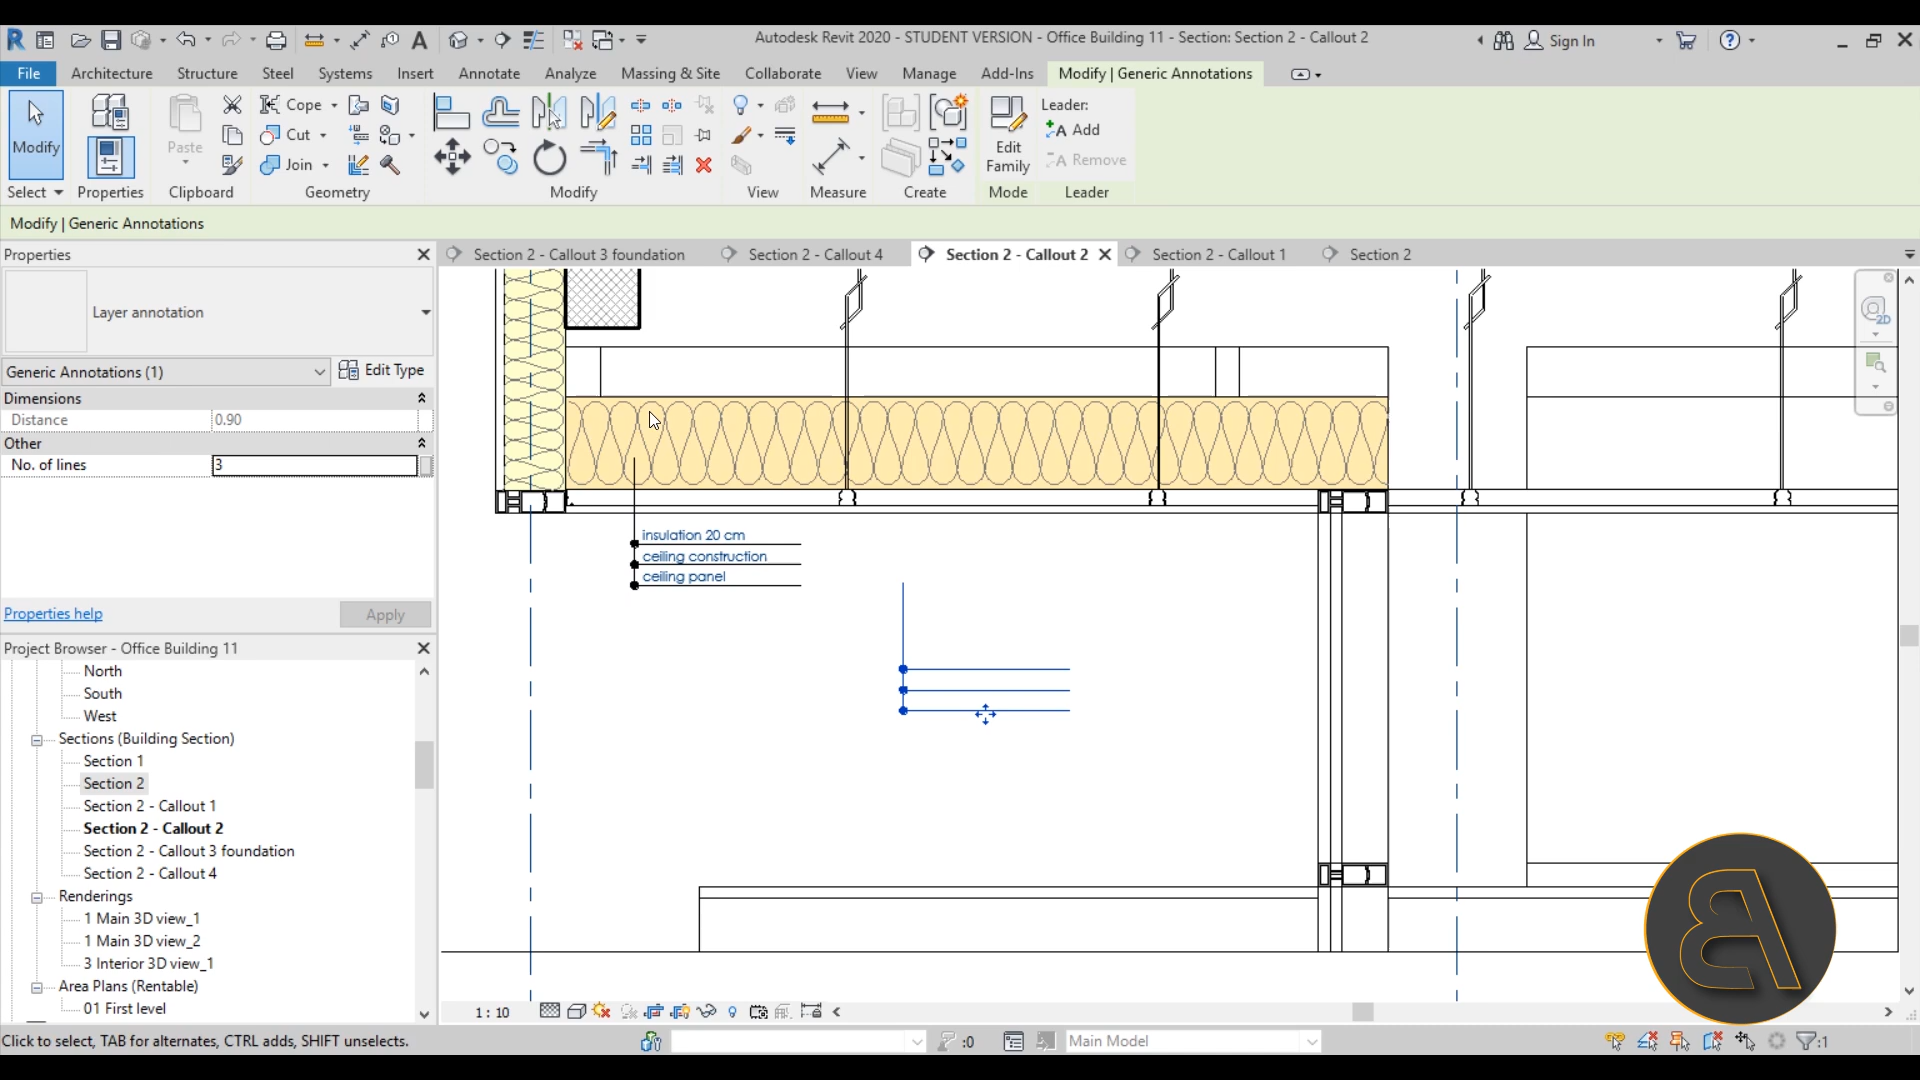 Autodesk Revit 2020 - STUDENT VERSION - Office Building 11 - Section: Section 2 - Callout 2
Sign In
File Architecture Structure Steel Systems Insert Annotate Analyze Massing & Site Collaborate View Manage Add-Ins Modify | Generic Annotations
Modify
Paste
Cope
Cut
Join
Edit
Family
Leader:
Add
Remove
Select Properties Clipboard Geometry Modify View Measure Create Mode Leader
Modify | Generic Annotations
Properties
Section 2 - Callout 3 foundation
Section 2 - Callout 4
Section 2 - Callout 2
Section 2 - Callout 1
Section 2
Layer annotation
Generic Annotations (1)
Edit Type
Dimensions
Distance 0.90
Other
No. of lines 3
Properties help
Apply
2D
insulation 20 cm
ceiling construction
ceiling panel
Project Browser - Office Building 11
North
South
West
Sections (Building Section)
Section 1
Section 2
Section 2 - Callout 1
Section 2 - Callout 2
Section 2 - Callout 3 foundation
Section 2 - Callout 4
Renderings
1 Main 3D view_1
1 Main 3D view_2
3 Interior 3D view_1
Area Plans (Rentable)
01 First level
1 : 10
Click to select, TAB for alternates, CTRL adds, SHIFT unselects.
:0
Main Model
:1